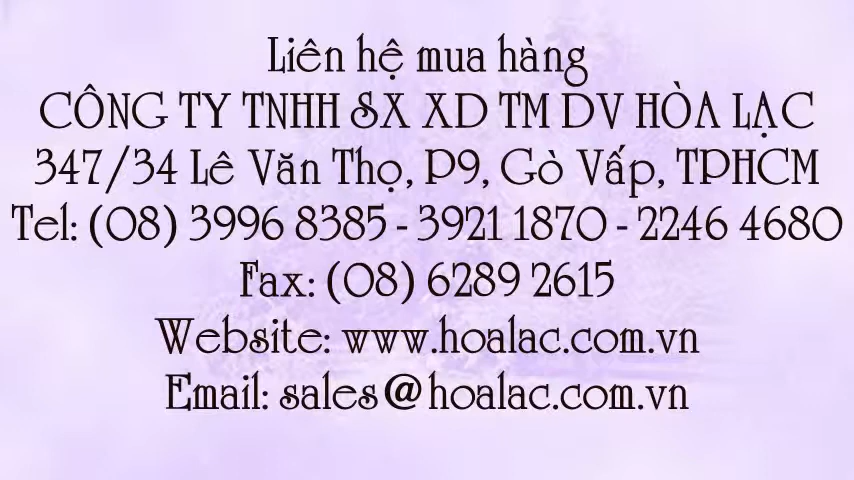 Liên hệ mua hàng
CÔNG TY TNHH SX XD TM DV HÒA LẠC
347/34 Lê Văn Thọ, P9, Gò Vấp, TPHCM
Tel: (08) 3996 8385 - 3921 1870 - 2246 4680
Fax: (08) 6289 2615
Website: www.hoalac.com.vn
Email: sales@hoalac.com.vn